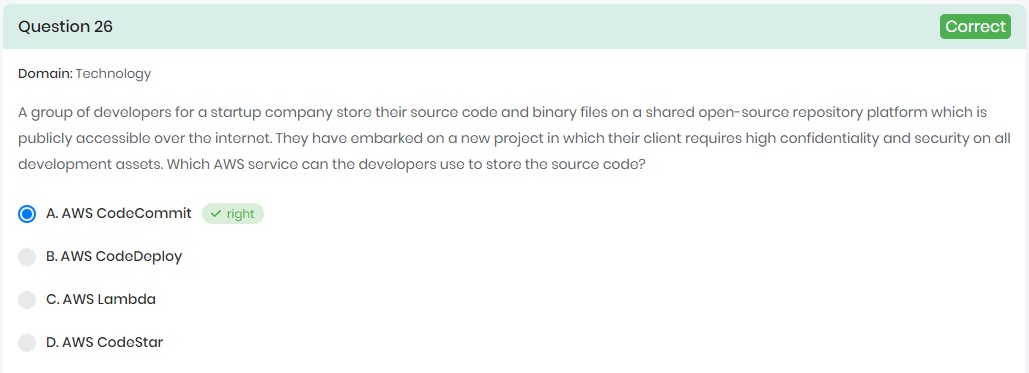 Question 26
Correct
Domain: Technology
A group of developers for a startup company store their source code and binary files on a shared open-source repository platform which is
publicly accessible over the internet. They have embarked on a new project in which their client requires high confidentiality and security on all
development assets. Which AWS service can the developers use to store the source code?
A. AWS CodeCommit ✓ right
B. AWS CodeDeploy
C. AWS Lambda
D. AWS CodeStar